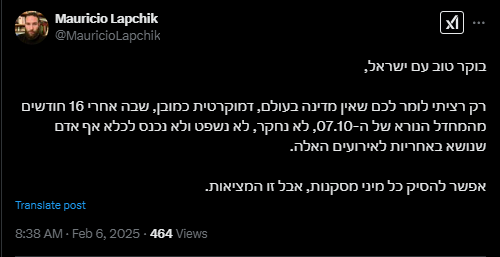 Mauricio Lapchik
@MauricioLapchik
בוקר טוב עם ישראל,
רק רציתי לומר לכם שאין מדינה בעולם, דמוקרטית כמובן, שבה אחרי 16 חודשים
מהמחדל הנורא של ה-07.10, לא נחקר, לא נשפט ולא נכנס לכלא אף אדם
שנושא באחריות לאירועים האלה.
אפשר להסיק כל מיני מסקנות, אבל זו המציאות.
Translate post
8:38 AM · Feb 6, 2025 · 464 Views